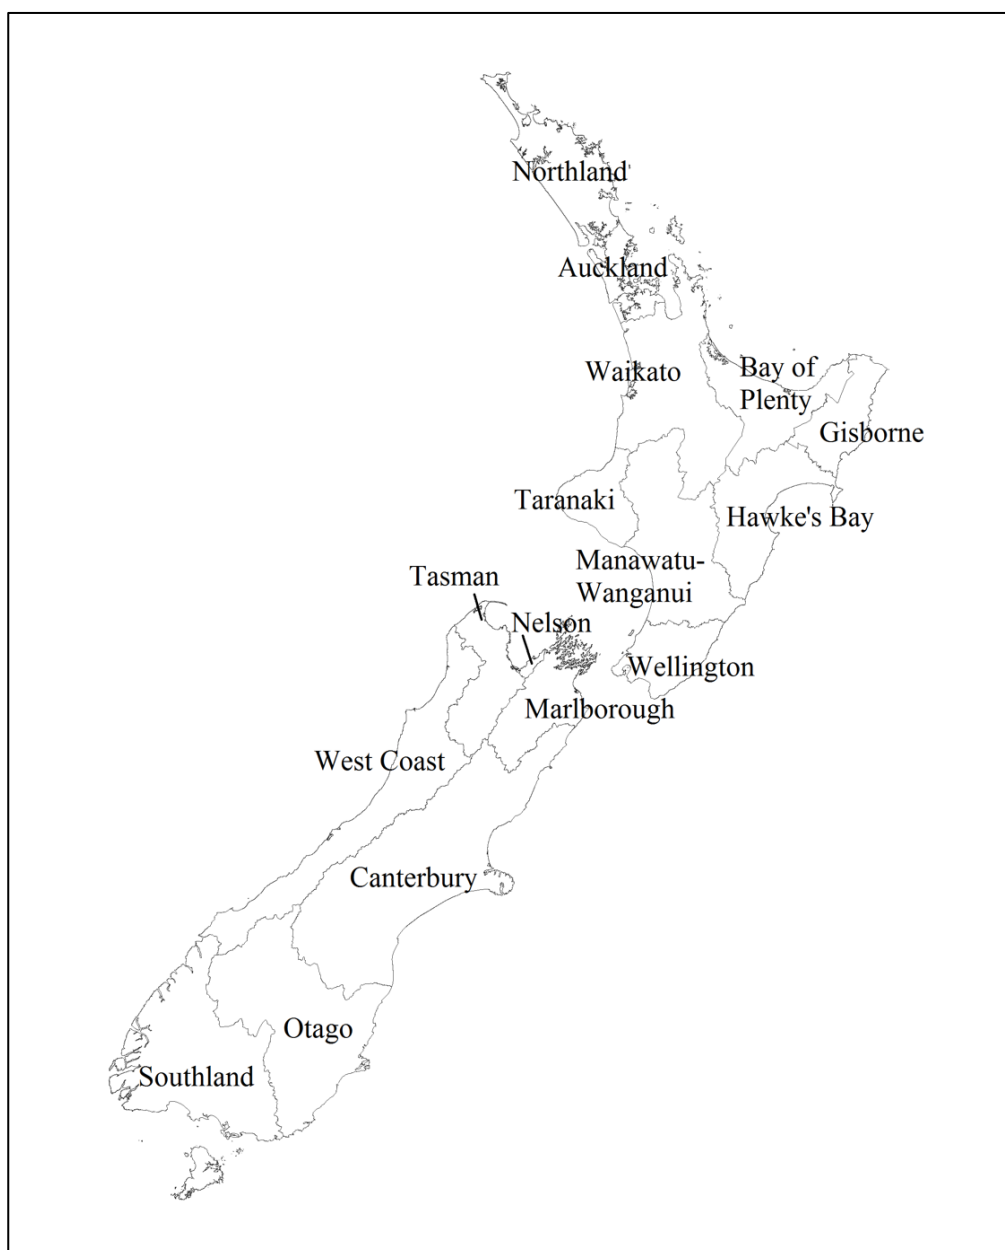 Northland
Auckland
Waikato
Bay of
Plenty
Gisborne
Taranaki
Hawke's Bay
Manawatu-
Wanganui
Tasman
Nelson
Wellington
Marlborough
West Coast
Canterbury
Otago
Southland